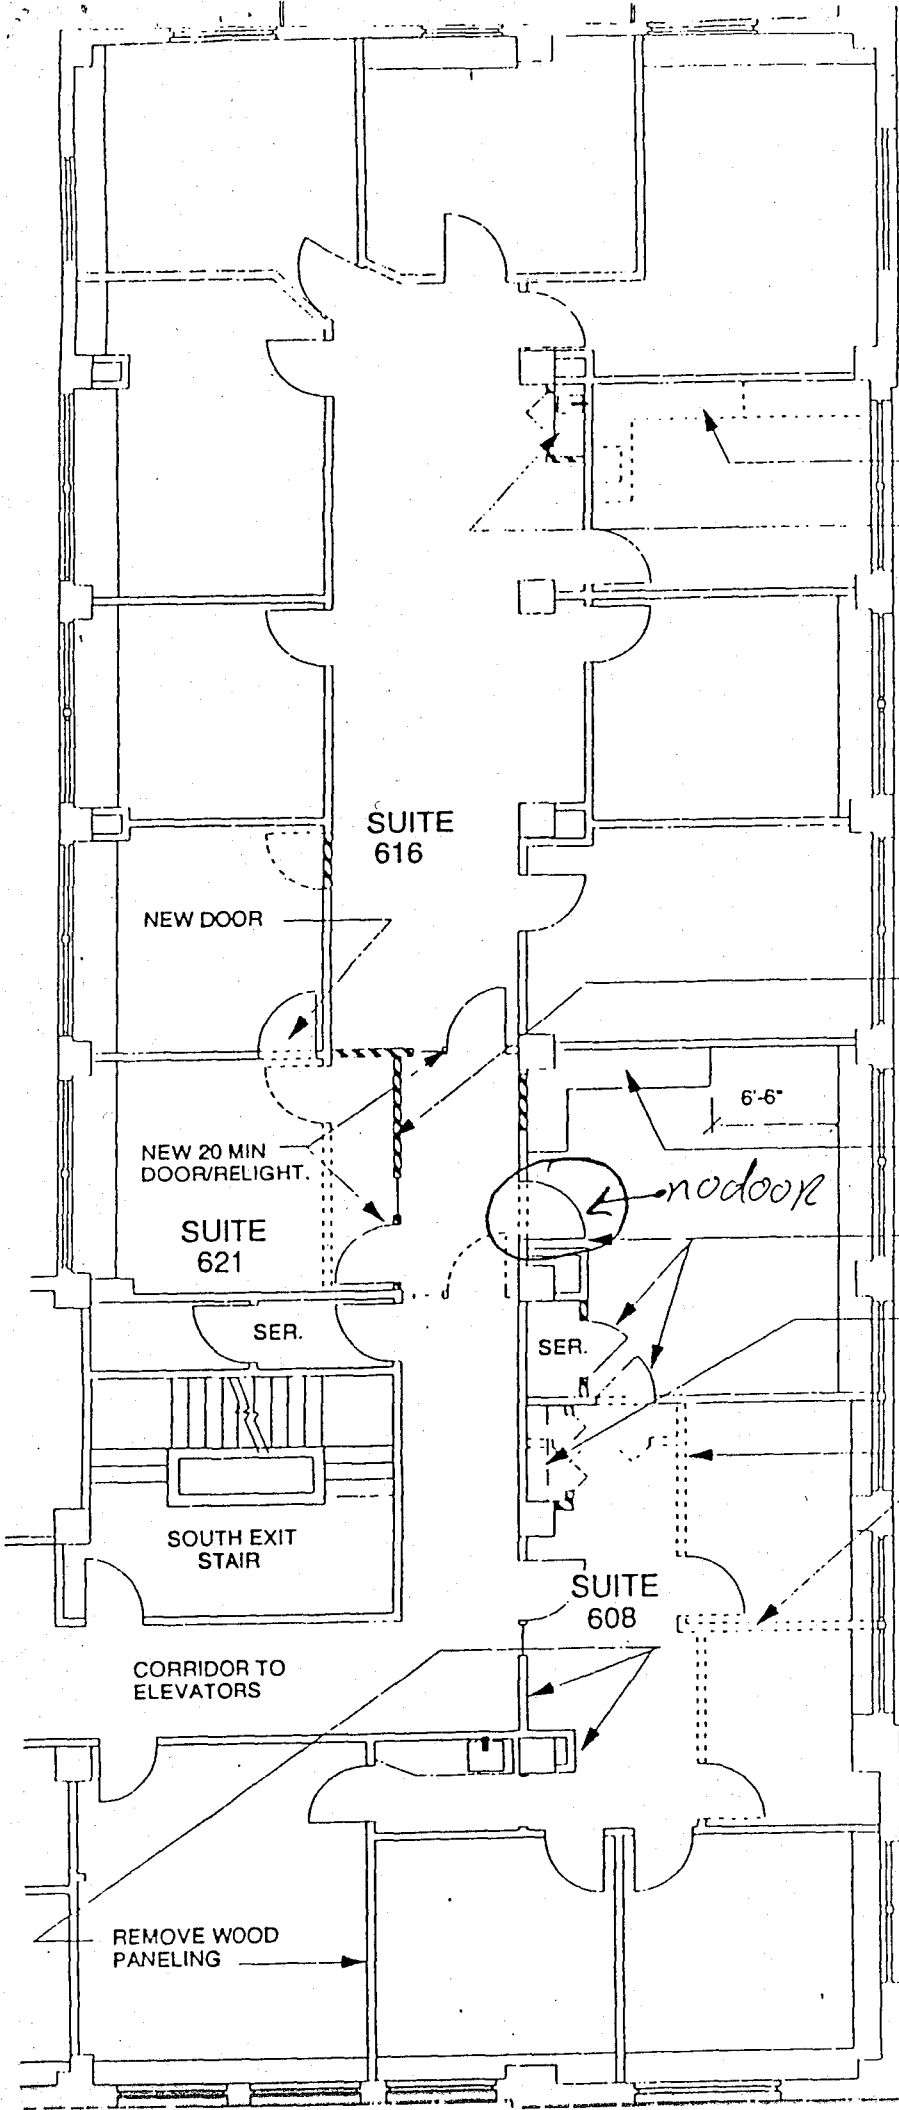 SUITE
616
NEW DOOR
6'-6"
NEW 20 MIN
DOOR/RELIGHT.
nodoor
SUITE
621
SER.
SER.
SOUTH EXIT
STAIR
SUITE
608
CORRIDOR TO
ELEVATORS
REMOVE WOOD
PANELING